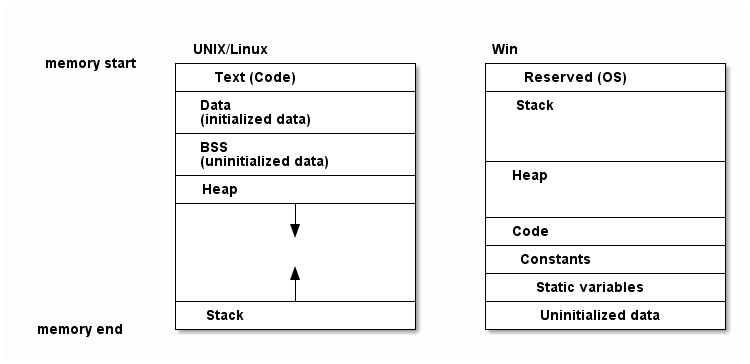 UNIX/Linux
Win
memory start
Text (Code)
Data
(initialized data)
BSS
(uninitialized data)
Heap
Stack
memory end
Reserved (OS)
Stack
Heap
Code
Constants
Static variables
Uninitialized data